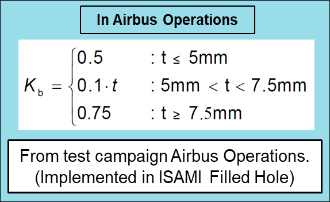 In Airbus Operations
0.5 : t ≤ 5mm
K_b = { 0.1·t : 5mm < t < 7.5mm
0.75 : t ≥ 7.5mm
From test campaign Airbus Operations.
(Implemented in ISAMI Filled Hole)